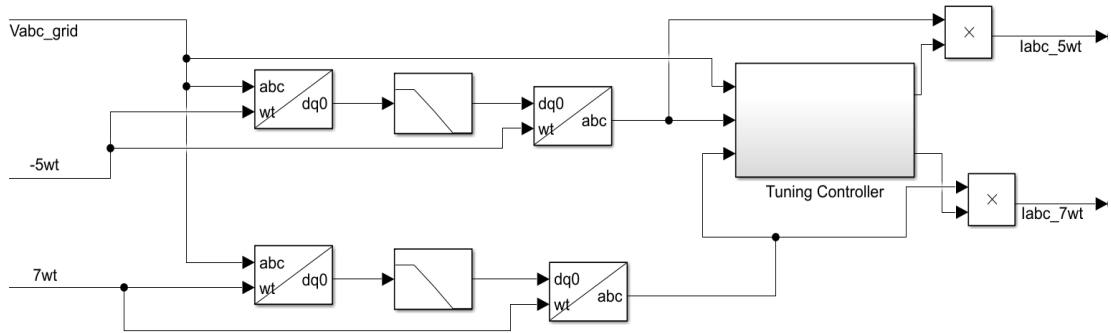 Vabc_grid
×
Iabc_5wt
abc
wt
dq0
dq0
wt
abc
-5wt
Tuning Controller
×
Iabc_7wt
abc
wt
dq0
dq0
wt
abc
7wt